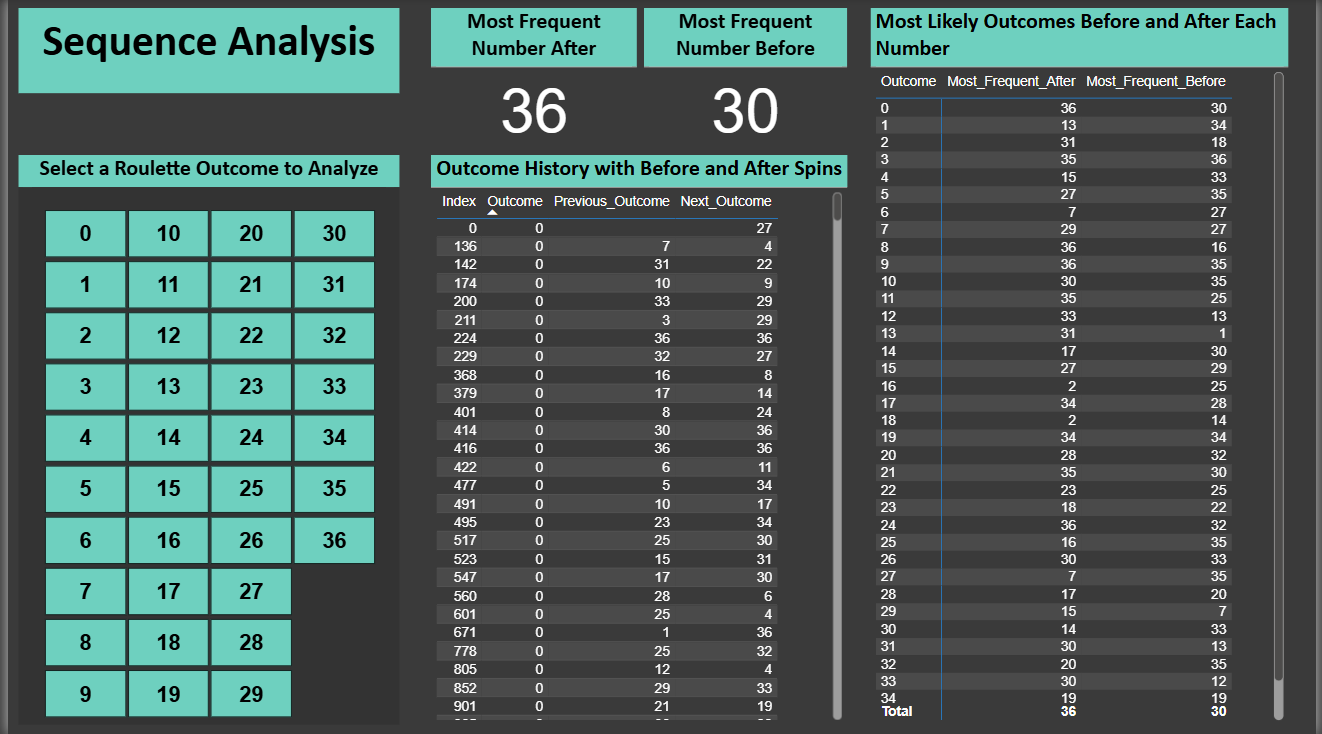 Sequence Analysis
Select a Roulette Outcome to Analyze
0 10 20 30
1 11 21 31
2 12 22 32
3 13 23 33
4 14 24 34
5 15 25 35
6 16 26 36
7 17 27
8 18 28
9 19 29
Most Frequent
Number After
36
Most Frequent
Number Before
30
Outcome History with Before and After Spins
Index Outcome Previous_Outcome Next_Outcome
0 0 27
136 0 7 4
142 0 31 22
174 0 10 9
200 0 33 29
211 0 3 29
224 0 36 36
229 0 32 27
368 0 16 8
379 0 17 14
401 0 8 24
414 0 30 36
416 0 36 36
422 0 6 11
477 0 5 34
491 0 10 17
495 0 23 34
517 0 25 30
523 0 15 31
547 0 17 30
560 0 28 6
601 0 25 4
671 0 1 36
778 0 25 32
805 0 12 4
852 0 29 33
901 0 21 19
Most Likely Outcomes Before and After Each
Number
Outcome Most_Frequent_After Most_Frequent_Before
0 36 30
1 13 34
2 31 18
3 35 36
4 15 33
5 27 35
6 7 27
7 29 27
8 36 16
9 36 35
10 30 35
11 35 25
12 33 13
13 31 1
14 17 30
15 27 29
16 2 25
17 34 28
18 2 14
19 34 34
20 28 32
21 35 30
22 23 25
23 18 22
24 36 32
25 16 35
26 30 33
27 7 35
28 17 20
29 15 7
30 14 33
31 30 13
32 20 35
33 30 12
34 19 19
Total 36 30